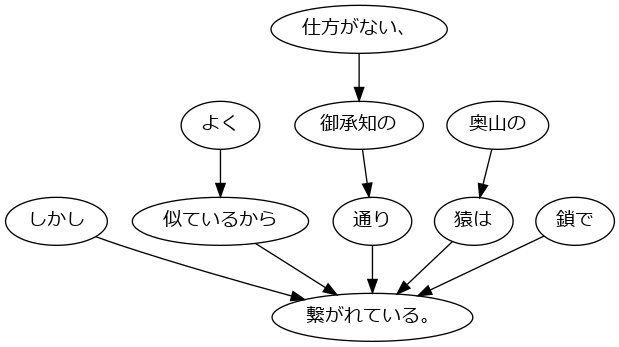 仕方がない、
よく
御承知の
奥山の
しかし
似ているから
通り
猿は
鎖で
繋がれている。